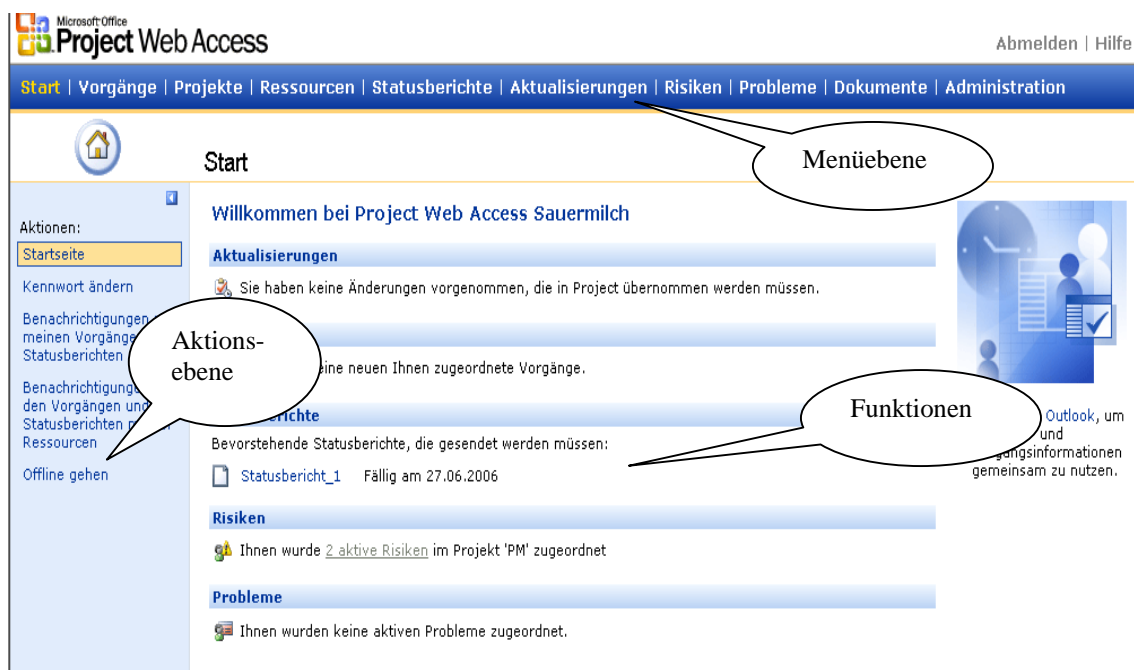 Microsoft Office
Project Web Access
Abmelden | Hilfe
Start | Vorgänge | Projekte | Ressourcen | Statusberichte | Aktualisierungen | Risiken | Probleme | Dokumente | Administration
Start
Menüebene
Aktionen:
Startseite
Kennwort ändern
Benachrichtigungen
meinen Vorgänge
Statusberichten
Benachrichtigung
den Vorgängen und
Statusberichten
Ressourcen
Offline gehen
Aktions-
ebene
Willkommen bei Project Web Access Sauermilch
Aktualisierungen
Sie haben keine Änderungen vorgenommen, die in Project übernommen werden müssen.
neuen Ihnen zugeordnete Vorgänge.
Bevorstehende Statusberichte, die gesendet werden müssen:
Statusbericht_1 Fällig am 27.06.2006
Risiken
Ihnen wurde 2 aktive Risiken im Projekt 'PM' zugeordnet
Probleme
Ihnen wurden keine aktiven Probleme zugeordnet.
Funktionen
Outlook, um
und
gemeinsam zu nutzen.